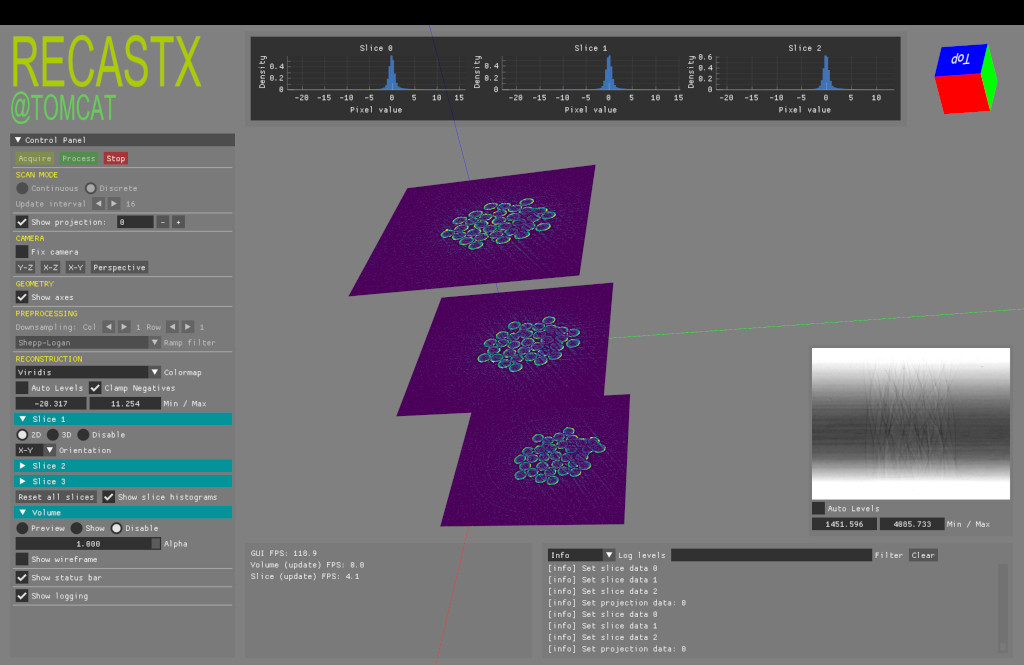 RECASTX
@TOMCAT
Control Panel
Acquire Process Stop
SCAN MODE
Continuous Discrete
Update interval 16
Show projection: 0 - +
CAMERA
Fix camera
Y-Z X-Z X-Y Perspective
GEOMETRY
Show axes
PREPROCESSING
Downsampling: Col 1 Row 1
Shepp-Logan Ramp filter
RECONSTRUCTION
Viridis Colormap
Auto Levels Clamp Negatives
-20.317 11.254 Min / Max
Slice 1
2D 3D Disable
X-Y Orientation
Slice 2
Slice 3
Reset all slices Show slice histograms
Volume
Preview Show Disable
1.000 Alpha
Show wireframe
Show status bar
Show logging
Slice 0
Density
0.4
0.2
0
-20 -15 -10 -5 0 5 10 15
Pixel value
Slice 1
Density
0.4
0.2
0
-20 -15 -10 -5 0 5 10 15
Pixel value
Slice 2
Density
0.6
0.4
0.2
0
-20 -15 -10 -5 0 5 10
Pixel value
Top
Auto Levels
1451.596 4085.733 Min / Max
GUI FPS: 118.9
Volume (update) FPS: 0.0
Slice (update) FPS: 4.1
Info Log levels Filter Clear
[info] Set slice data 0
[info] Set slice data 1
[info] Set slice data 2
[info] Set projection data: 0
[info] Set slice data 0
[info] Set slice data 1
[info] Set slice data 2
[info] Set projection data: 0